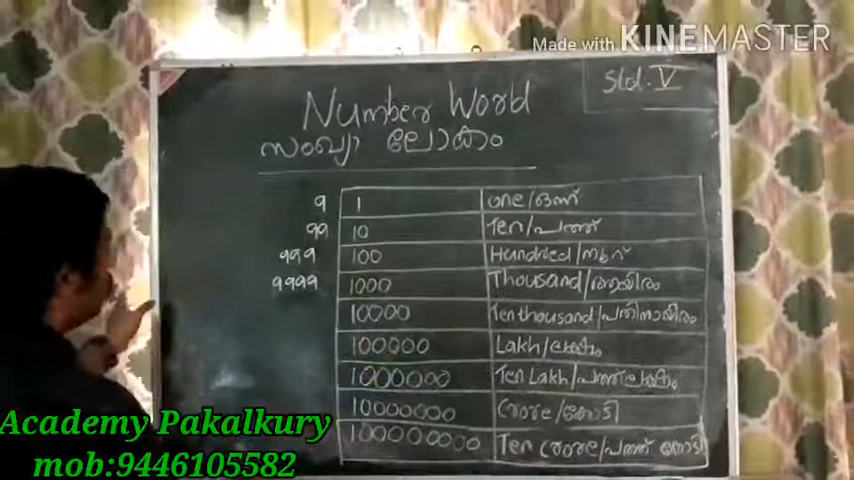 Made with KINEMASTER
Std. V
Number World
സംഖ്യാ ലോകം
9 1 one/ഒന്ന്
99 10 Ten/പത്ത്
999 100 Hundred/നൂറ്
9999 1000 Thousand/ആയിരം
10000 Ten thousand/പതിനായിരം
100000 Lakh/ലക്ഷം
1000000 Ten Lakh/പത്ത് ലക്ഷം
10000000 Crore/കോടി
100000000 Ten crore/പത്ത് കോടി
Academy Pakalkury
mob:9446105582